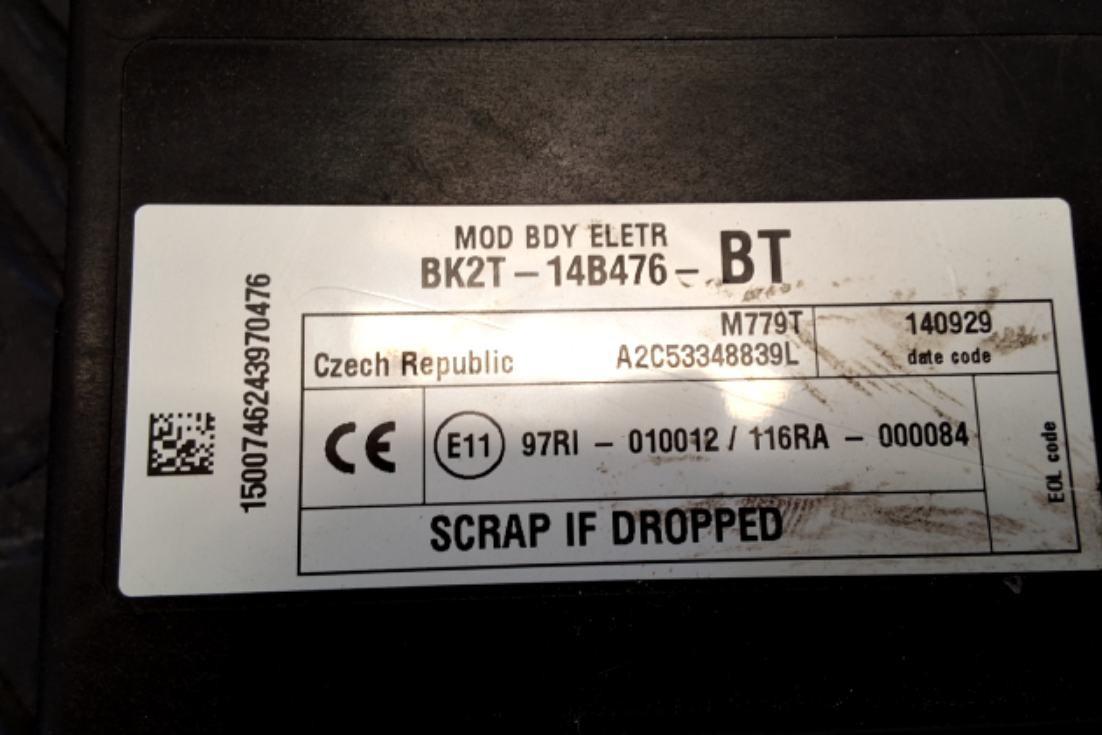 MOD BDY ELETR
BK2T - 14B476 - BT
M779T
Czech Republic A2C53348839L
140929
date code
CE
E11 97RI - 010012 / 116RA - 000084
EOL code
SCRAP IF DROPPED
1500746243970476